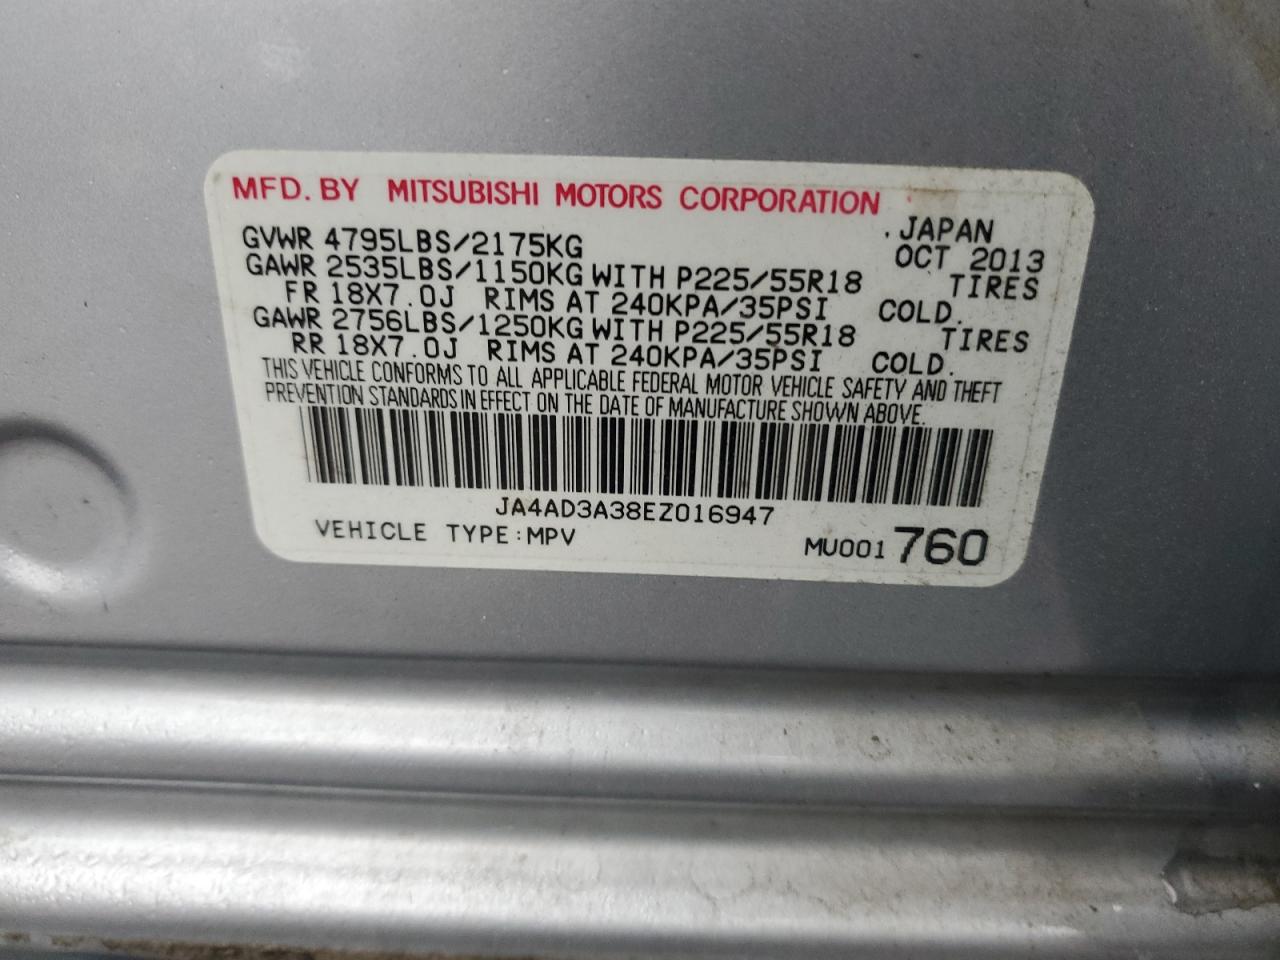 MFD. BY MITSUBISHI MOTORS CORPORATION
. JAPAN
GVWR 4795LBS/2175KG OCT 2013
GAWR 2535LBS/1150KG WITH P225/55R18 TIRES
FR 18X7.0J RIMS AT 240KPA/35PSI COLD.
GAWR 2756LBS/1250KG WITH P225/55R18 TIRES
RR 18X7.0J RIMS AT 240KPA/35PSI COLD.
THIS VEHICLE CONFORMS TO ALL APPLICABLE FEDERAL MOTOR VEHICLE SAFETY AND THEFT
PREVENTION STANDARDS IN EFFECT ON THE DATE OF MANUFACTURE SHOWN ABOVE.
JA4AD3A38EZ016947
VEHICLE TYPE:MPV MU001 760